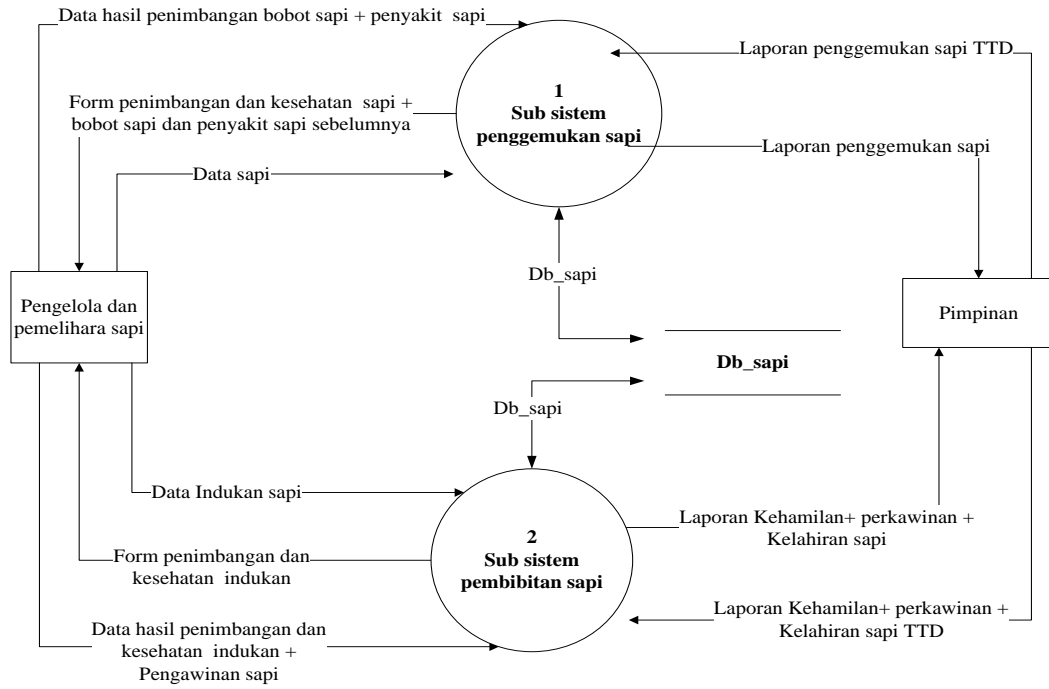 Data hasil penimbangan bobot sapi + penyakit sapi
Laporan penggemukan sapi TTD
1
Sub sistem
penggemukan sapi
Form penimbangan dan kesehatan sapi +
bobot sapi dan penyakit sapi sebelumnya
Laporan penggemukan sapi
Data sapi
Db_sapi
Pengelola dan
pemelihara sapi
Pimpinan
Db_sapi
Db_sapi
Data Indukan sapi
Laporan Kehamilan+ perkawinan +
Kelahiran sapi
2
Sub sistem
pembibitan sapi
Form penimbangan dan
kesehatan indukan
Laporan Kehamilan+ perkawinan +
Kelahiran sapi TTD
Data hasil penimbangan dan
kesehatan indukan +
Pengawinan sapi